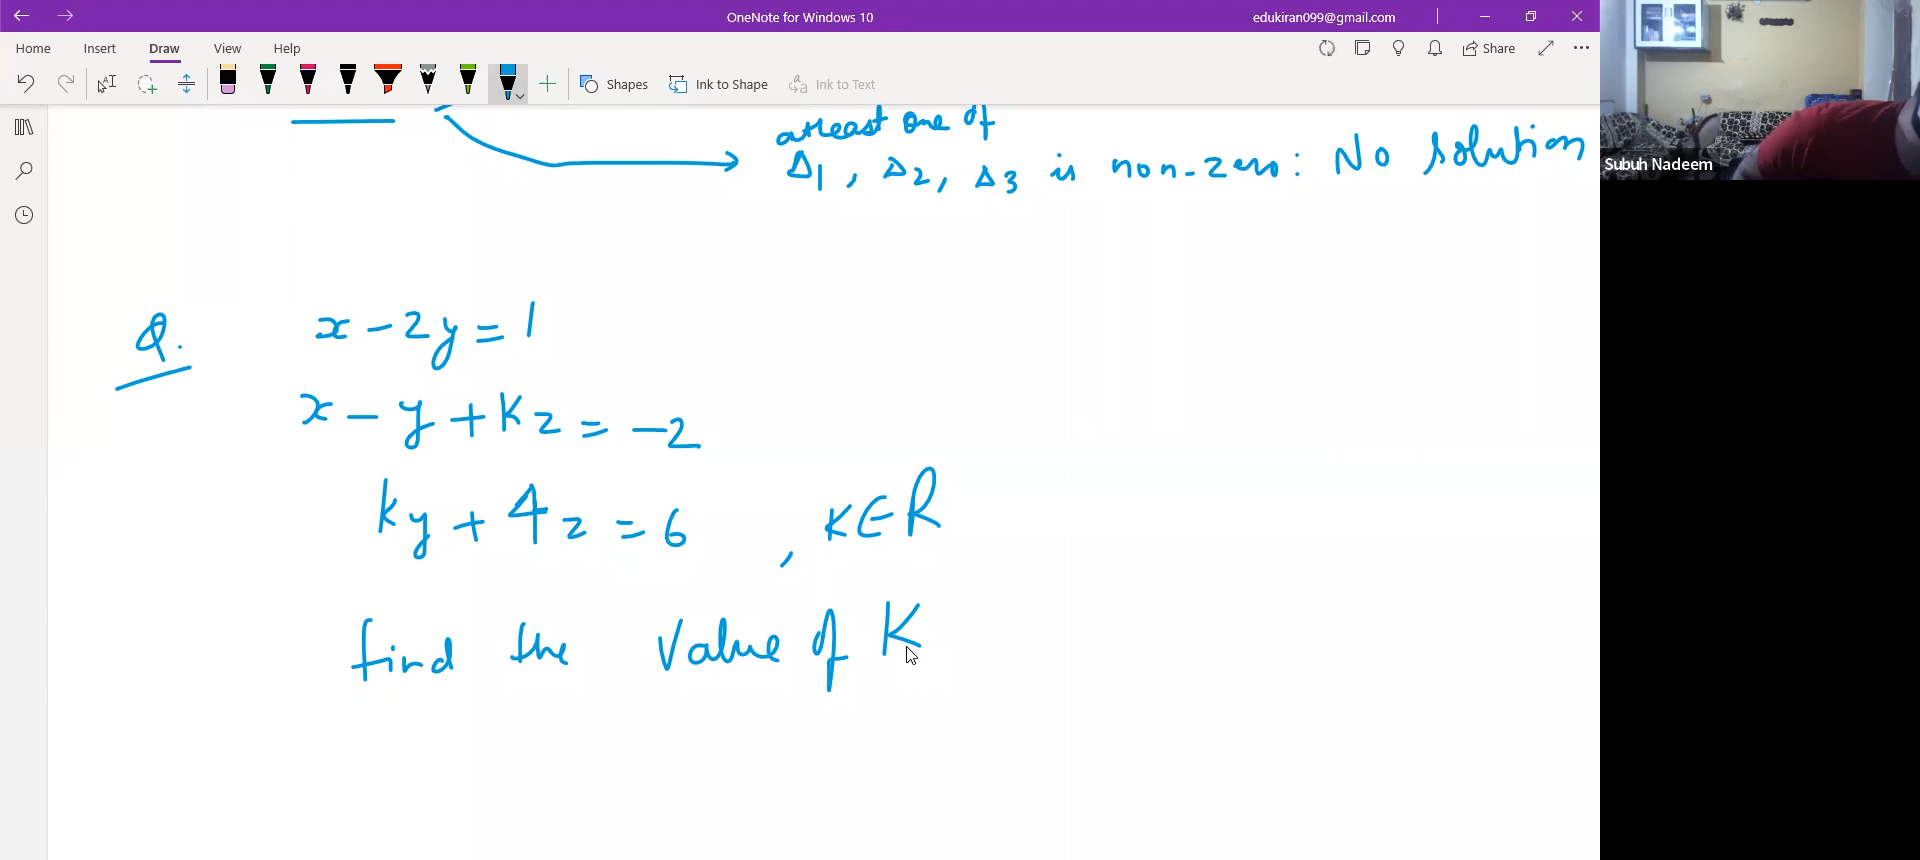 OneNote for Windows 10
edukiran099@gmail.com
Home Insert Draw View Help
Share
Shapes Ink to Shape Ink to Text
atleast one of
Δ1, Δ2, Δ3 is non-zero: No solution
Subuh Nadeem
Q. x - 2y = 1
x - y + kz = -2
ky + 4z = 6 , K∈R
find the value of K